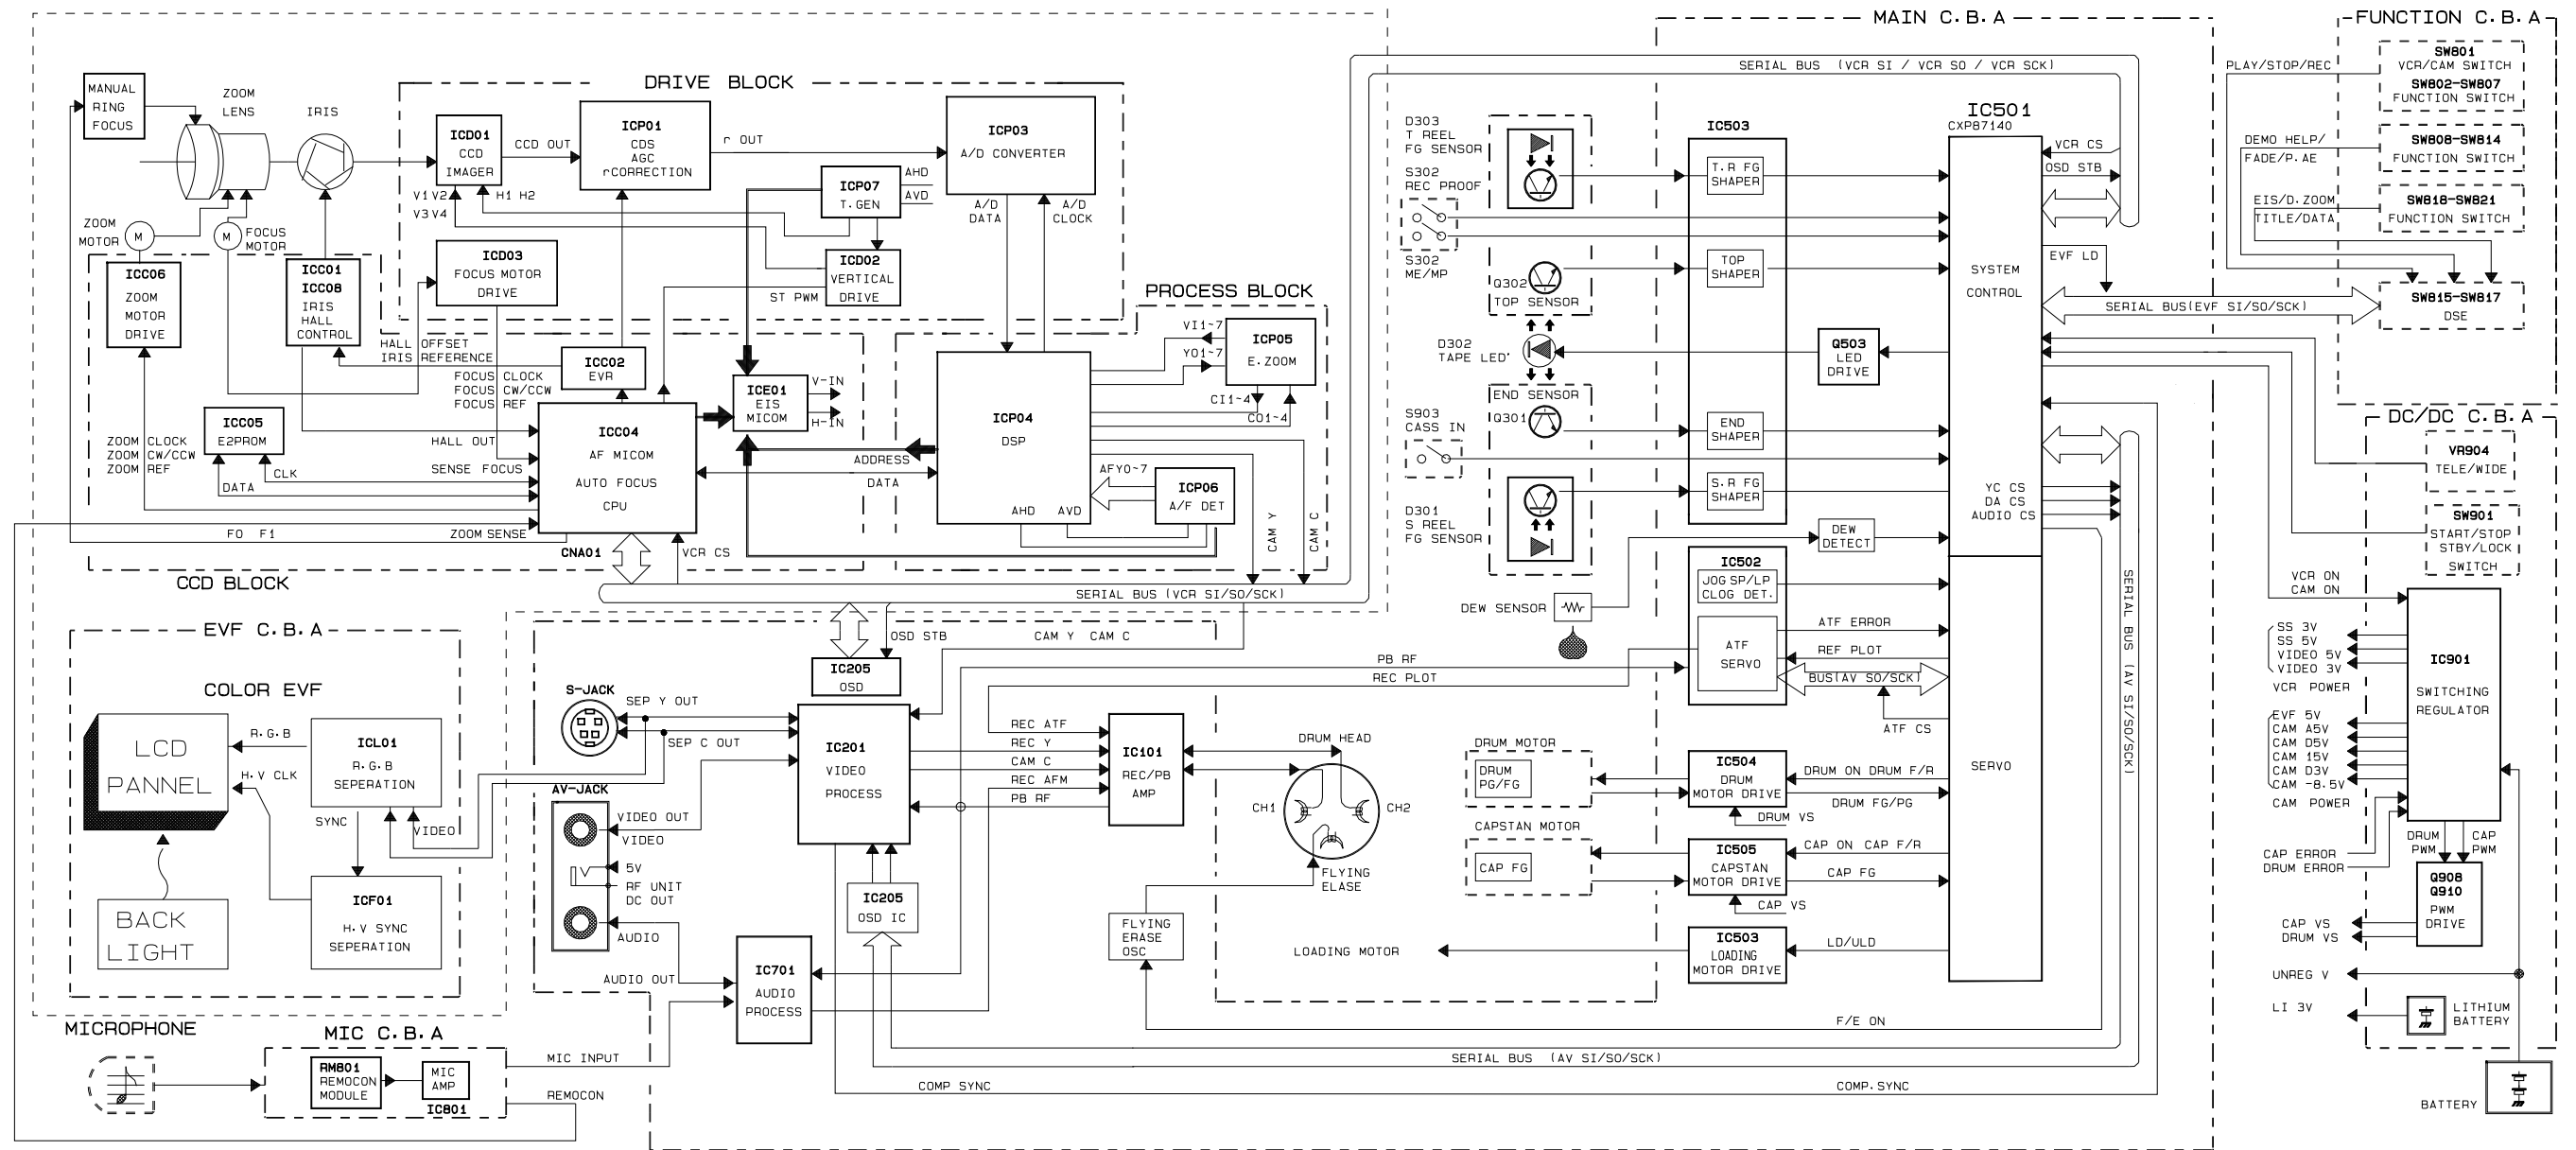 MAIN C.B.A
FUNCTION C.B.A
SW801
VCR/CAM SWITCH
SW802-SW807
FUNCTION SWITCH
PLAY/STOP/REC
SERIAL BUS (VCR SI / VCR SO / VCR SCK)
DEMO HELP/
FADE/P.AE
SW808-SW814
FUNCTION SWITCH
EIS/D.ZOOM
TITLE/DATA
SW818-SW821
FUNCTION SWITCH
SW815-SW817
DSE
DRIVE BLOCK
MANUAL
RING
FOCUS
ZOOM
LENS
IRIS
ICD01
CCD
IMAGER
CCD OUT
ICP01
CDS
AGC
rCORRECTION
r OUT
ICP03
A/D CONVERTER
ICP07
T.GEN
AHD
AVD
V1 V2
V3 V4
H1 H2
A/D
DATA
A/D
CLOCK
ZOOM
MOTOR
M
M
FOCUS
MOTOR
ICD03
FOCUS MOTOR
DRIVE
ICD02
VERTICAL
DRIVE
ST PWM
ICC06
ZOOM
MOTOR
DRIVE
ICC01
ICC08
IRIS
HALL
CONTROL
HALL OFFSET
IRIS REFERENCE
ICC02
EVR
FOCUS CLOCK
FOCUS CW/CCW
FOCUS REF
ICC05
E2PROM
ZOOM CLOCK
ZOOM CW/CCW
ZOOM REF
HALL OUT
SENSE FOCUS
CLK
DATA
ICC04
AF MICOM
AUTO FOCUS
CPU
ICE01
EIS
MICOM
V-IN
H-IN
ADDRESS
DATA
FO F1
ZOOM SENSE
CNA01
VCR CS
CCD BLOCK
PROCESS BLOCK
VI1~7
YO1~7
ICP05
E.ZOOM
CI1~4
CO1~4
ICP04
DSP
AHD AVD
AFYO~7
ICP06
A/F DET
CAM Y
CAM C
SERIAL BUS (VCR SI/SO/SCK)
D303
T REEL
FG SENSOR
S302
REC PROOF
S302
ME/MP
Q302
TOP SENSOR
D302
TAPE LED
END SENSOR
Q301
S903
CASS IN
D301
S REEL
FG SENSOR
DEW SENSOR
IC503
T.R FG
SHAPER
TOP
SHAPER
Q503
LED
DRIVE
END
SHAPER
S.R FG
SHAPER
DEW
DETECT
IC501
CXP87140
SYSTEM
CONTROL
VCR CS
OSD STB
EVF LD
SERIAL BUS(EVF SI/SO/SCK)
YC CS
DA CS
AUDIO CS
SERIAL BUS (AV SI/SO/SCK)
SERVO
IC502
JOG SP/LP
CLOG DET.
ATF
SERVO
ATF ERROR
REF PLOT
BUS(AV SO/SCK)
ATF CS
PB RF
REC PLOT
DRUM MOTOR
DRUM
PG/FG
IC504
DRUM
MOTOR DRIVE
DRUM ON DRUM F/R
DRUM FG/PG
DRUM VS
CAPSTAN MOTOR
CAP FG
IC505
CAPSTAN
MOTOR DRIVE
CAP ON CAP F/R
CAP FG
CAP VS
LOADING MOTOR
IC503
LOADING
MOTOR DRIVE
LD/ULD
F/E ON
SERIAL BUS (AV SI/SO/SCK)
COMP SYNC
COMP.SYNC
EVF C.B.A
COLOR EVF
LCD
PANNEL
R.G.B
H.V CLK
ICL01
R.G.B
SEPERATION
SYNC
VIDEO
ICF01
H.V SYNC
SEPERATION
BACK
LIGHT
OSD STB
CAM Y CAM C
IC205
OSD
S-JACK
SEP Y OUT
SEP C OUT
IC201
VIDEO
PROCESS
AV-JACK
VIDEO OUT
VIDEO
5V
RF UNIT
DC OUT
AUDIO
IC205
OSD IC
AUDIO OUT
IC701
AUDIO
PROCESS
REC ATF
REC Y
CAM C
REC AFM
PB RF
IC101
REC/PB
AMP
DRUM HEAD
CH1
CH2
FLYING
ELASE
FLYING
ERASE
OSC
MICROPHONE
MIC C.B.A
RM801
REMOCON
MODULE
MIC
AMP
IC801
MIC INPUT
REMOCON
DC/DC C.B.A
VR904
TELE/WIDE
SW901
START/STOP
STBY/LOCK
SWITCH
VCR ON
CAM ON
SS 3V
SS 5V
VIDEO 5V
VIDEO 3V
VCR POWER
IC901
SWITCHING
REGULATOR
EVF 5V
CAM A5V
CAM D5V
CAM 15V
CAM D3V
CAM -8.5V
CAM POWER
DRUM
PWM
CAP
PWM
CAP ERROR
DRUM ERROR
Q908
Q910
PWM
DRIVE
CAP VS
DRUM VS
UNREG V
LI 3V
LITHIUM
BATTERY
BATTERY